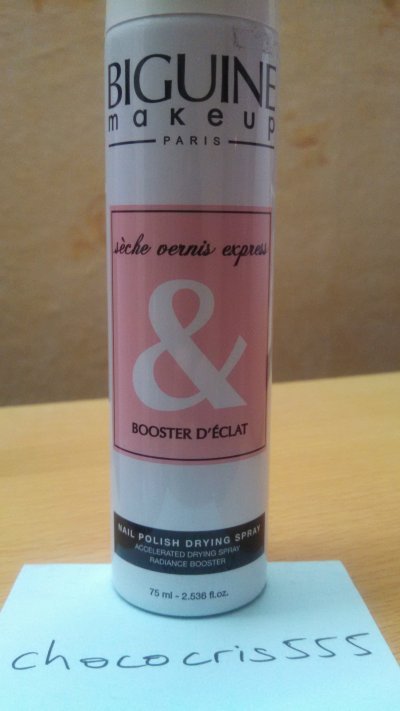 BIGUINE
makeup
PARIS
sèche vernis express
&
BOOSTER D'ÉCLAT
NAIL POLISH DRYING SPRAY
ACCELERATED DRYING SPRAY
RADIANCE BOOSTER
75 ml - 2.536 fl.oz.
chococris555